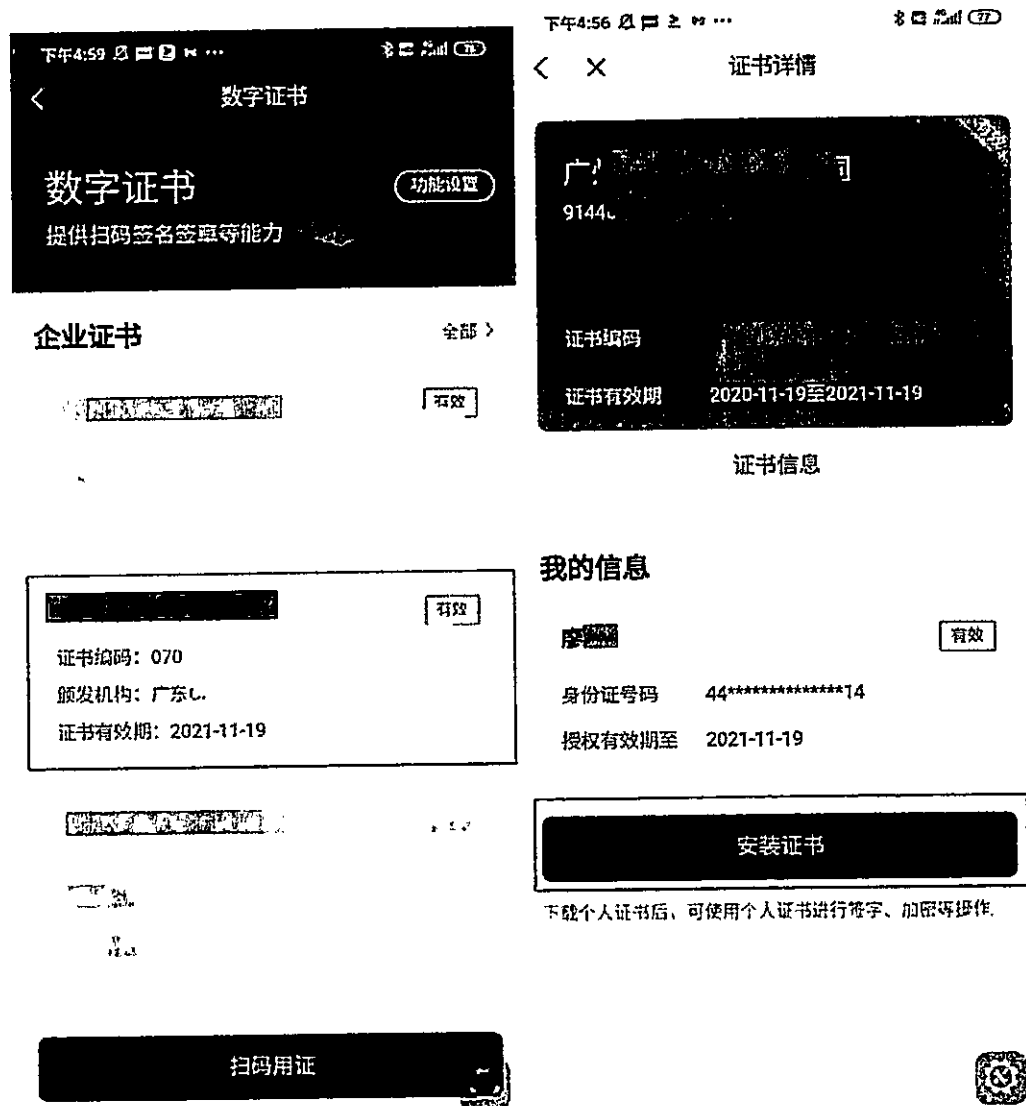 下午4:59
76
数字证书
数字证书
功能设置
提供扫码签名签章等能力
企业证书
全部 >
有效
有效
证书编码：070
颁发机构：广东
证书有效期：2021-11-19
扫码用证
下午4:56
77
证书详情
广
司
9144
证书编码
证书有效期 2020-11-19至2021-11-19
证书信息
我的信息
廖
有效
身份证号码 44**************14
授权有效期至 2021-11-19
安装证书
下载个人证书后，可使用个人证书进行签字、加密等操作.